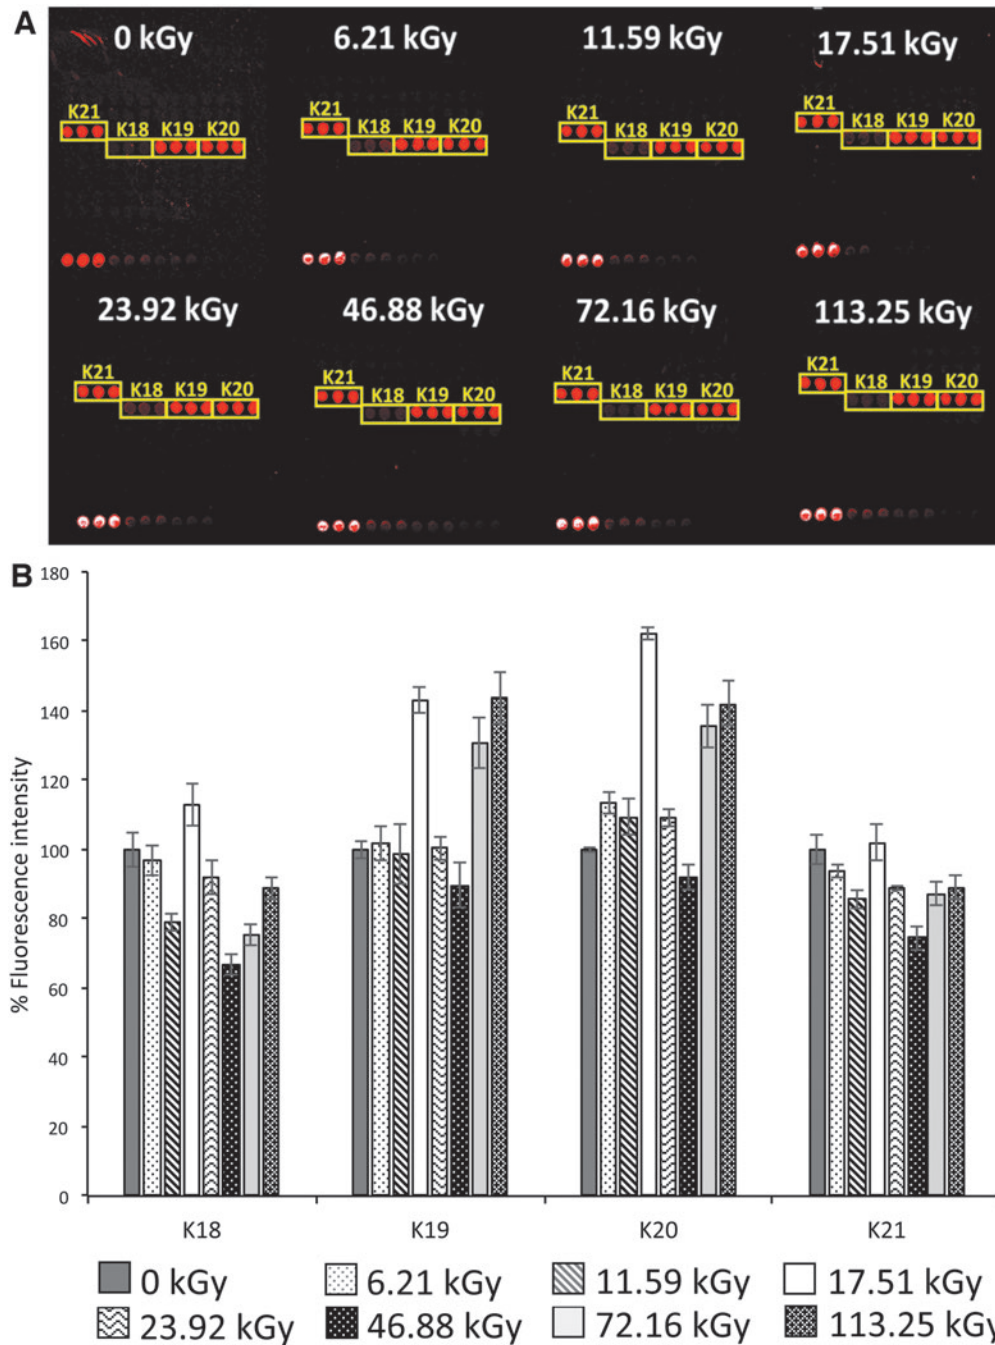 A
0 kGy 6.21 kGy 11.59 kGy 17.51 kGy
K21 K18 K19 K20 K21 K18 K19 K20 K21 K18 K19 K20 K21 K18 K19 K20
23.92 kGy 46.88 kGy 72.16 kGy 113.25 kGy
K21 K18 K19 K20 K21 K18 K19 K20 K21 K18 K19 K20 K21 K18 K19 K20
B
% Fluorescence intensity
180
160
140
120
100
80
60
40
20
0
K18 K19 K20 K21
0 kGy 6.21 kGy 11.59 kGy 17.51 kGy
23.92 kGy 46.88 kGy 72.16 kGy 113.25 kGy